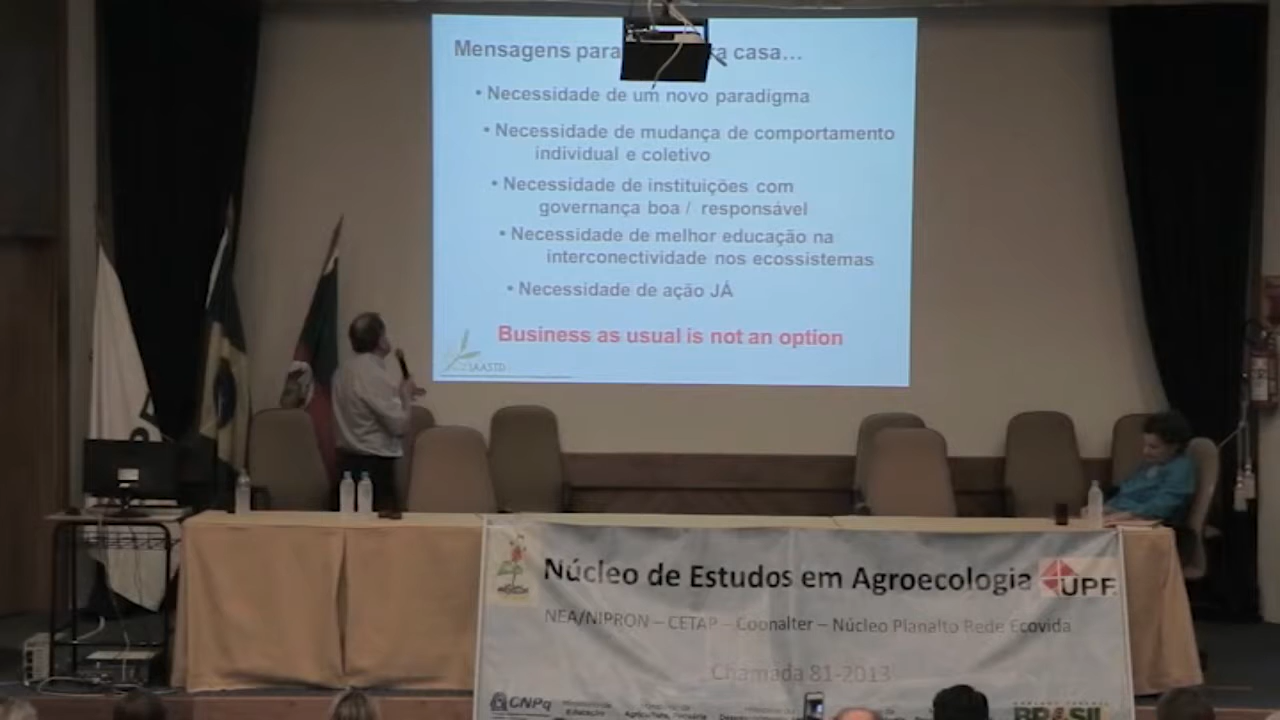 Mensagens para a casa...
• Necessidade de um novo paradigma
• Necessidade de mudança de comportamento
individual e coletivo
• Necessidade de instituições com
governança boa / responsável
• Necessidade de melhor educação na
interconectividade nos ecossistemas
• Necessidade de ação JÁ
Business as usual is not an option
IAASTD
Núcleo de Estudos em Agroecologia
UPF
NEA/NIPRON – CETAP – Coonalter – Núcleo Planalto Rede Ecovida
Chamada 81-2013
CNPq
BRASIL